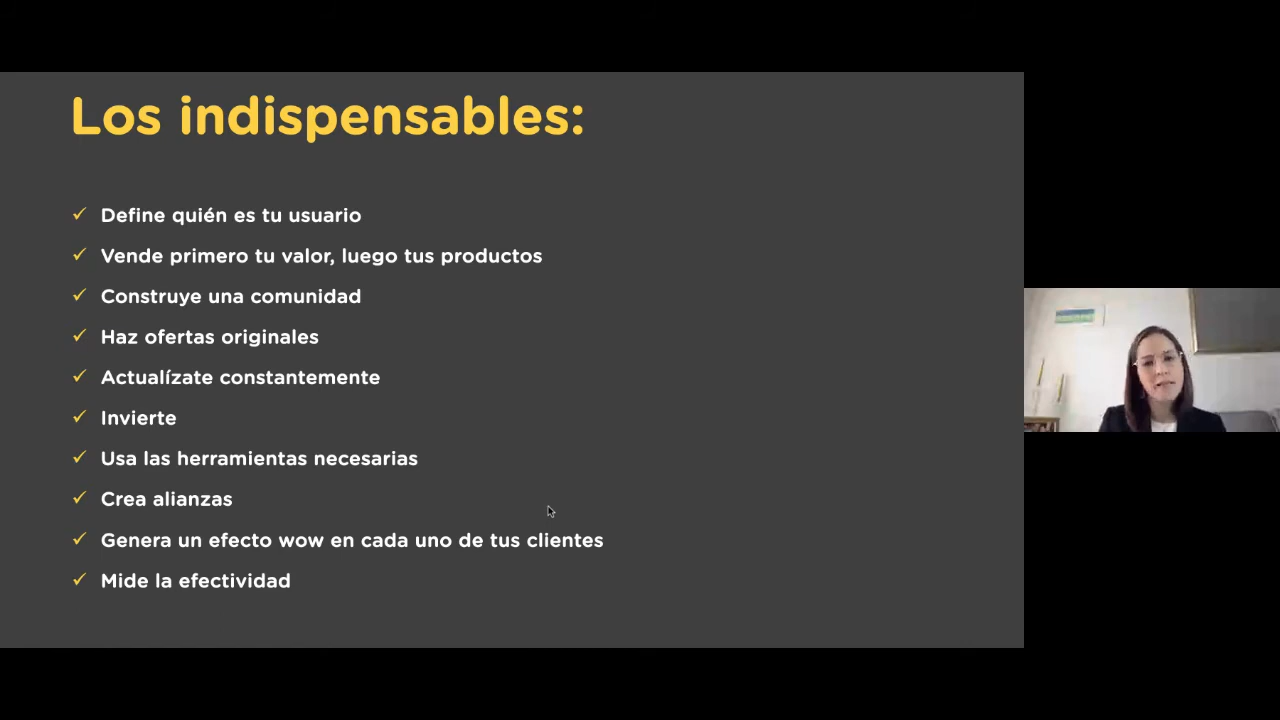 Los indispensables:
✓ Define quién es tu usuario
✓ Vende primero tu valor, luego tus productos
✓ Construye una comunidad
✓ Haz ofertas originales
✓ Actualízate constantemente
✓ Invierte
✓ Usa las herramientas necesarias
✓ Crea alianzas
✓ Genera un efecto wow en cada uno de tus clientes
✓ Mide la efectividad